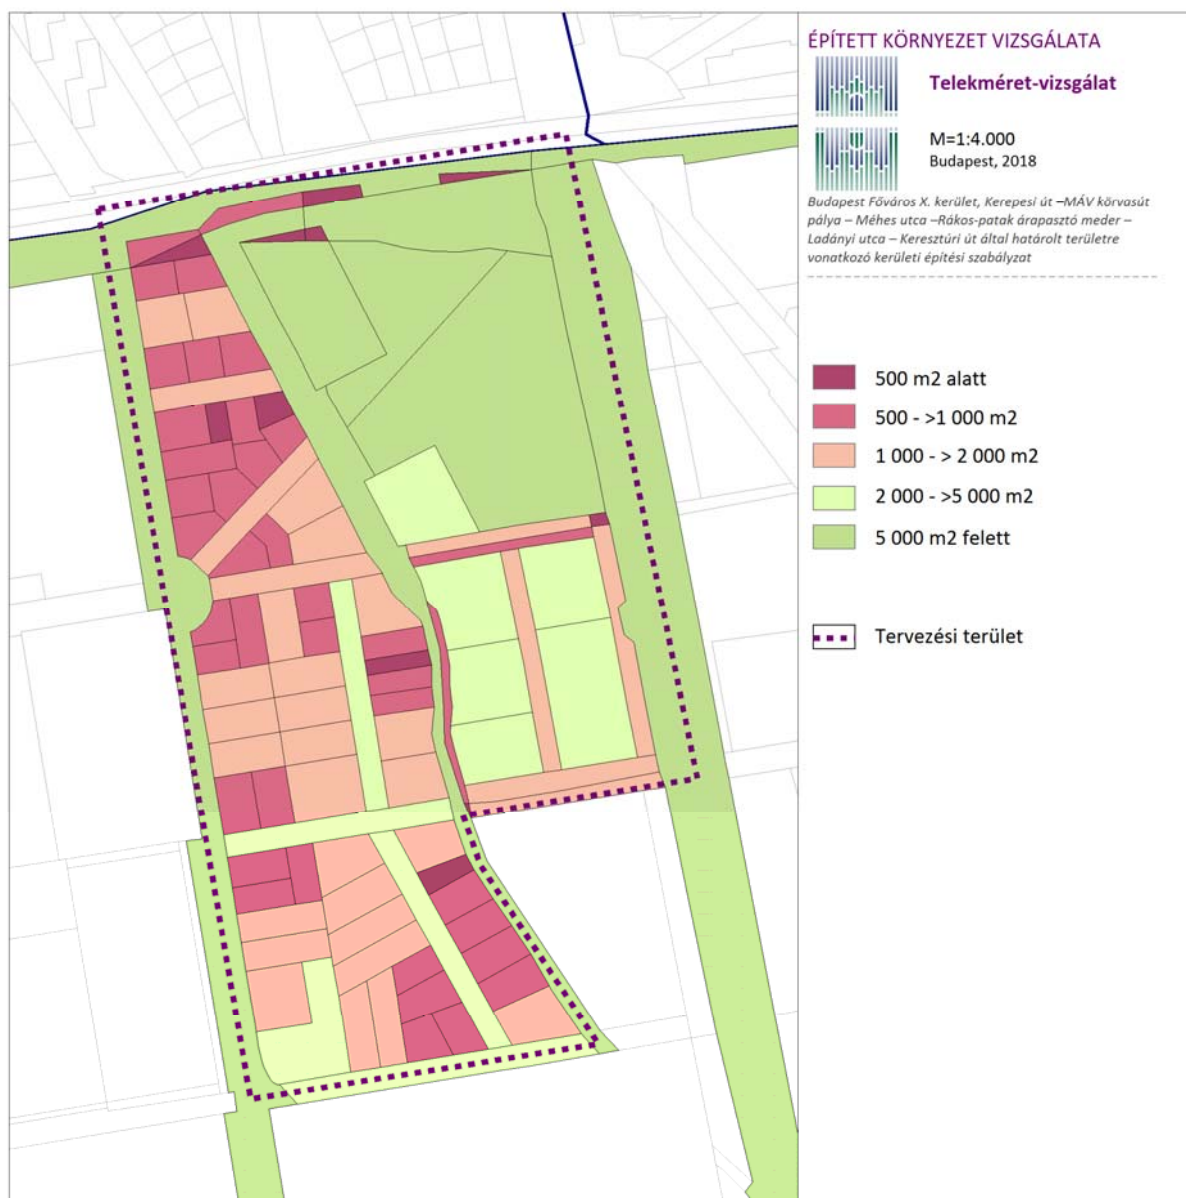 ÉPÍTETT KÖRNYEZET VIZSGÁLATA
Telekméret-vizsgálat
M=1:4.000
Budapest, 2018
Budapest Főváros X. kerület, Kerepesi út –MÁV körvasút
pálya – Méhes utca –Rákos-patak árapasztó meder –
Ladányi utca – Keresztúri út által határolt területre
vonatkozó kerületi építési szabályzat
500 m2 alatt
500 - >1 000 m2
1 000 - > 2 000 m2
2 000 - >5 000 m2
5 000 m2 felett
Tervezési terület